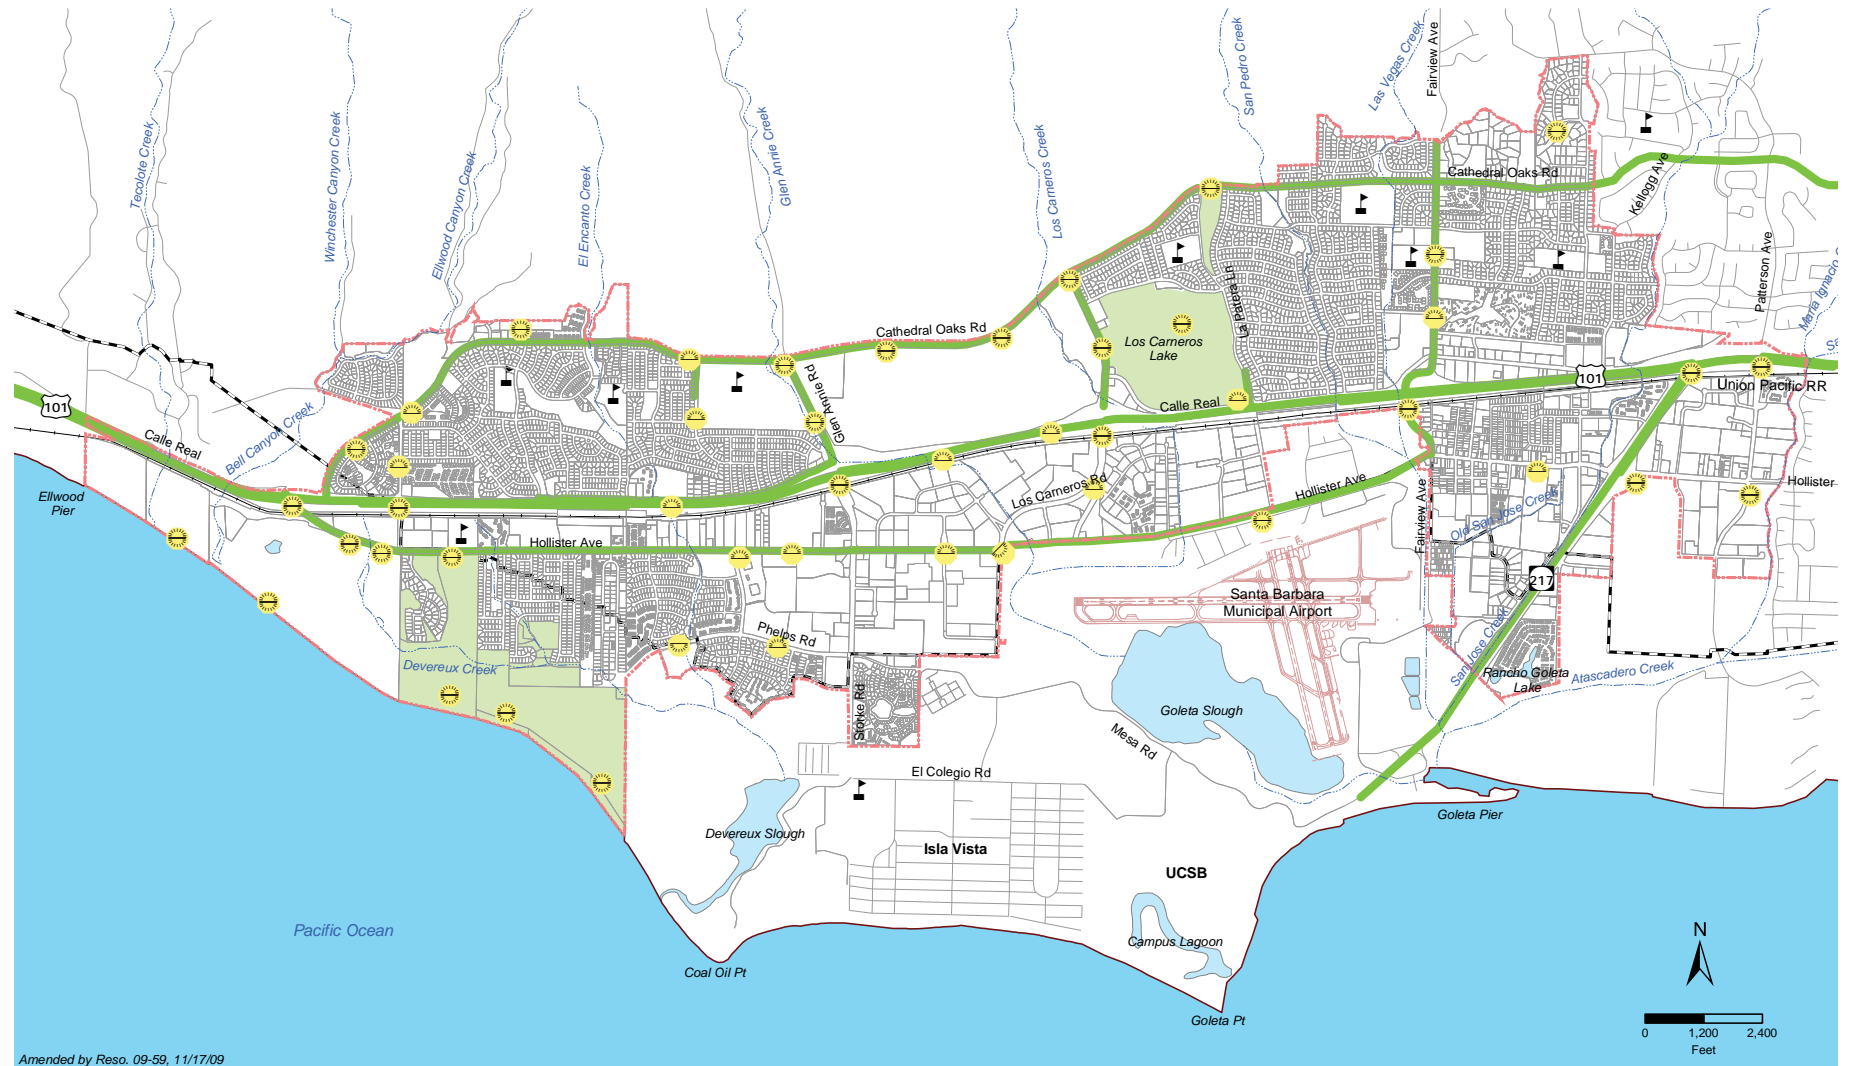 Tecolote Creek
Winchester Canyon Creek
Ellwood Canyon Creek
El Encanto Creek
Glen Annie Creek
Los Carneros Creek
San Pedro Creek
Las Vegas Creek
Fairview Ave
Cathedral Oaks Rd
Kellogg Ave
Patterson Ave
Maria Ignacio
La Patera Ln
Cathedral Oaks Rd
Los Carneros
Lake
Glen Annie Rd
101
Union Pacific RR
101
Calle Real
Calle Real
Bell Canyon Creek
Ellwood
Pier
Los Carneros Rd
Hollister Ave
Hollister
Fairview Ave
Old San Jose Creek
Hollister Ave
217
Santa Barbara
Municipal Airport
Phelps Rd
Devereux Creek
San Jose Creek
Rancho Goleta
Lake
Atascadero Creek
Storke Rd
Goleta Slough
Mesa Rd
El Colegio Rd
Goleta Pier
Devereux Slough
Isla Vista
UCSB
Pacific Ocean
Campus Lagoon
Coal Oil Pt
Goleta Pt
N
0 1,200 2,400
Feet
Amended by Reso. 09-59, 11/17/09